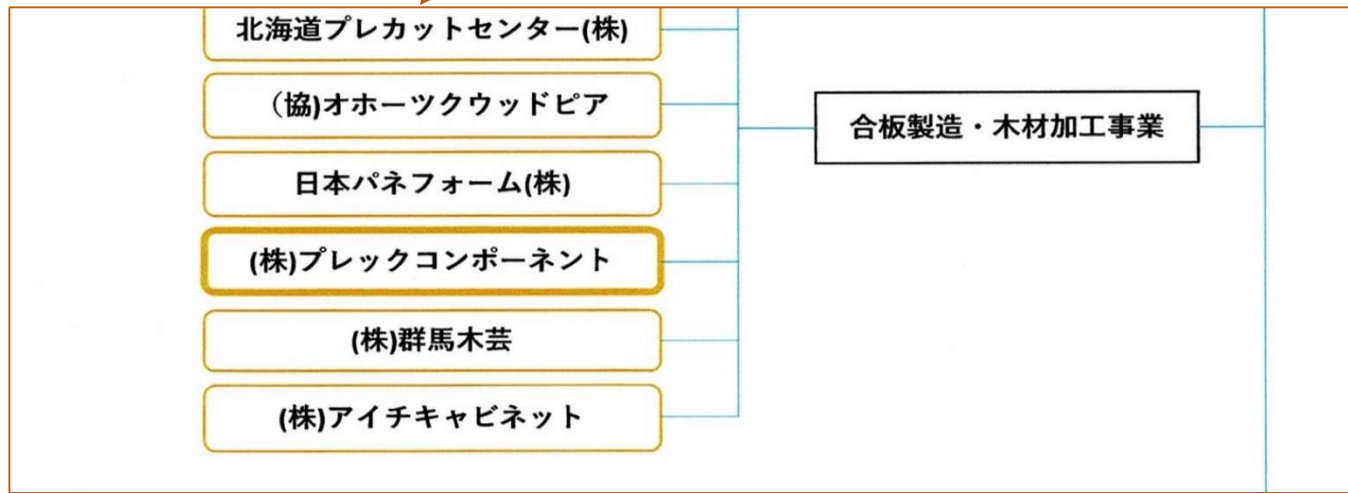 北海道プレカットセンター(株)
(協)オホーツクウッドピア
合板製造・木材加工事業
日本パネフォーム(株)
(株)プレックコンポーネント
(株)群馬木芸
(株)アイチキャビネット